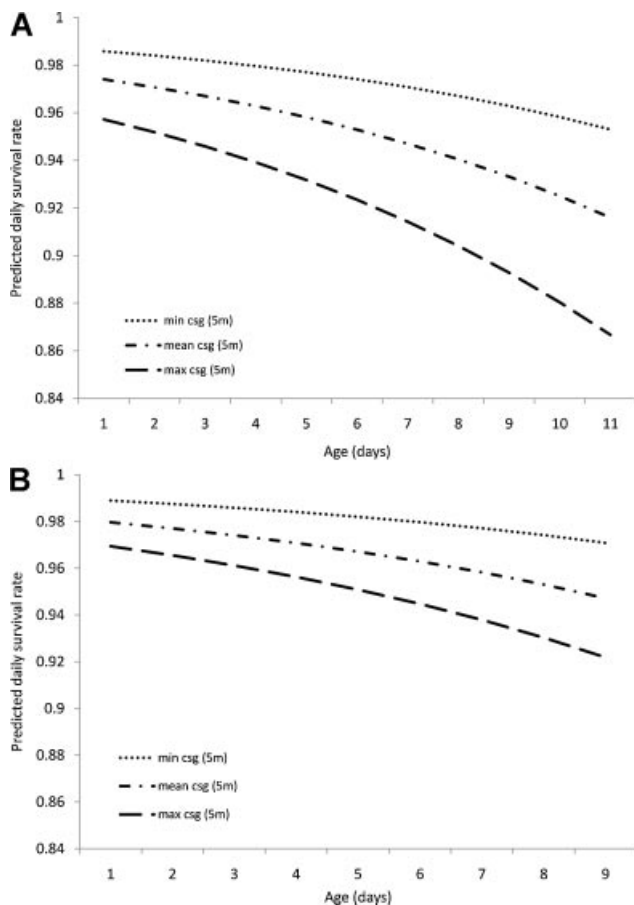 A
1
0.98
0.96
0.94
0.92
0.9
0.88
0.86
0.84
Predicted daily survival rate
min csg (5m)
mean csg (5m)
max csg (5m)
1 2 3 4 5 6 7 8 9 10 11
Age (days)
B
1
0.98
0.96
0.94
0.92
0.9
0.88
0.86
0.84
Predicted daily survival rate
min csg (5m)
mean csg (5m)
max csg (5m)
1 2 3 4 5 6 7 8 9
Age (days)